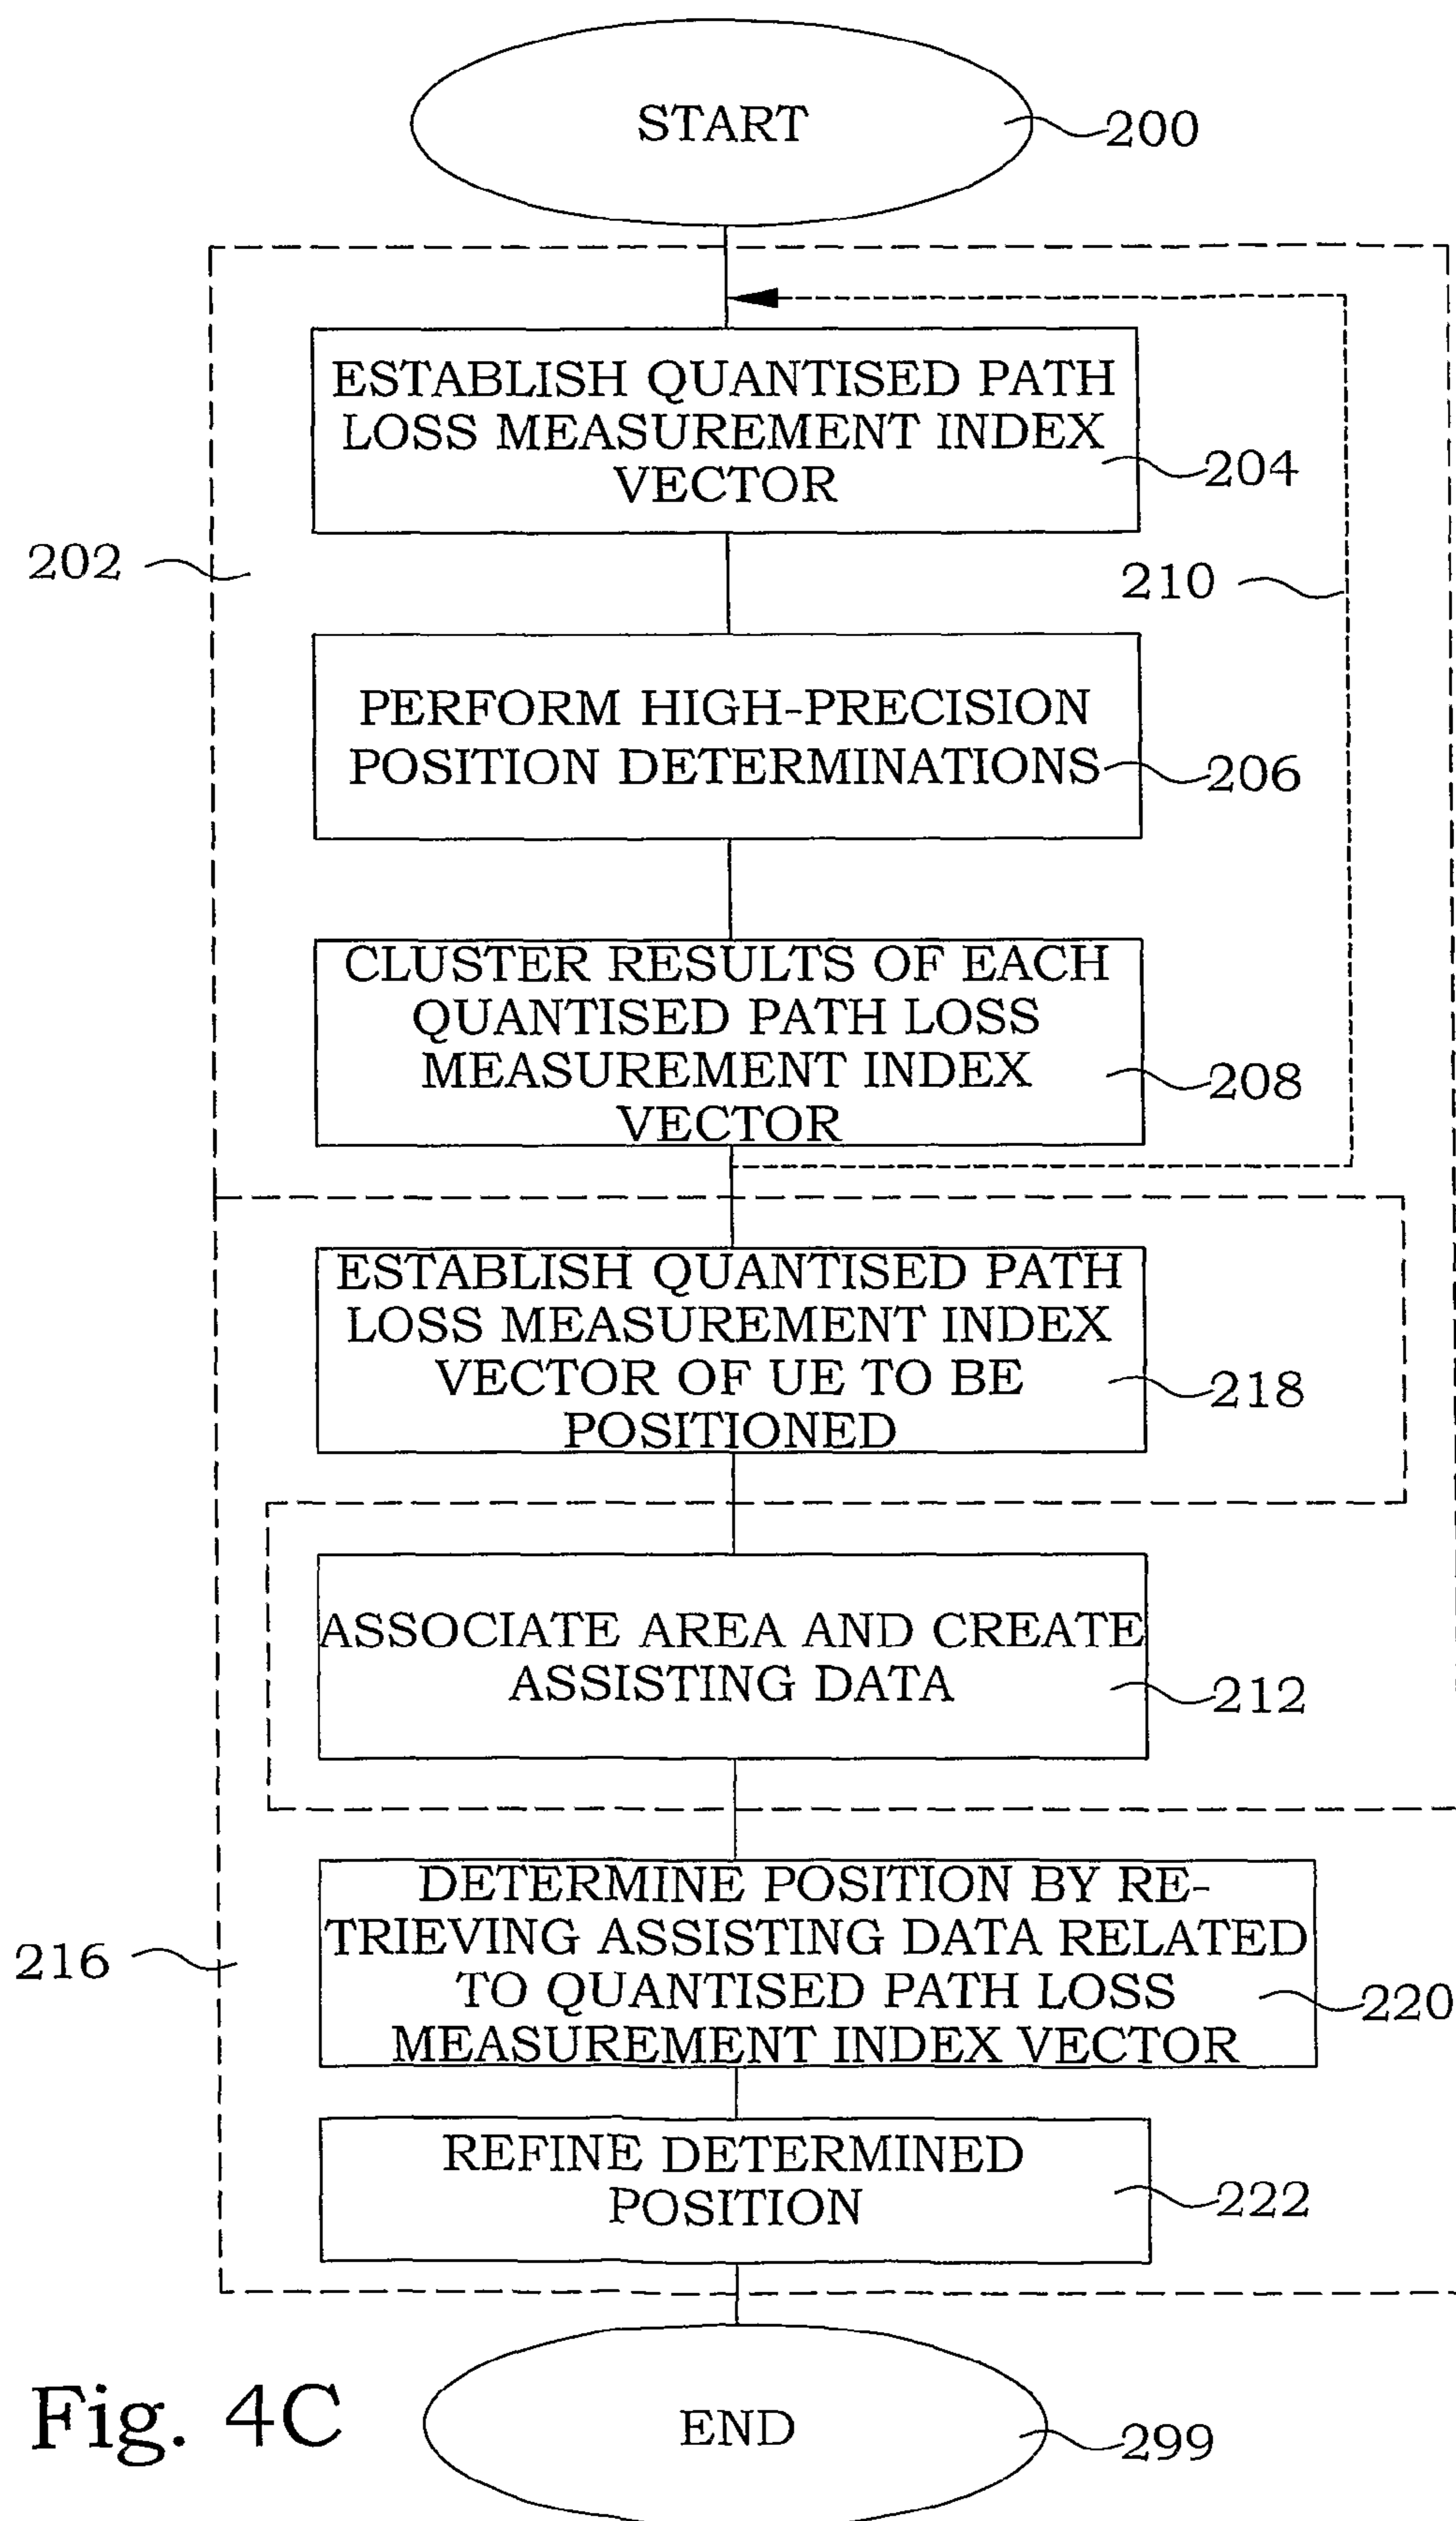 START
200
ESTABLISH QUANTISED PATH
LOSS MEASUREMENT INDEX
VECTOR
204
202
210
PERFORM HIGH-PRECISION
POSITION DETERMINATIONS
206
CLUSTER RESULTS OF EACH
QUANTISED PATH LOSS
MEASUREMENT INDEX
VECTOR
208
ESTABLISH QUANTISED PATH
LOSS MEASUREMENT INDEX
VECTOR OF UE TO BE
POSITIONED
218
ASSOCIATE AREA AND CREATE
ASSISTING DATA
212
DETERMINE POSITION BY RE-
TRIEVING ASSISTING DATA RELATED
TO QUANTISED PATH LOSS
MEASUREMENT INDEX VECTOR
216
220
REFINE DETERMINED
POSITION
222
Fig. 4C
END
299